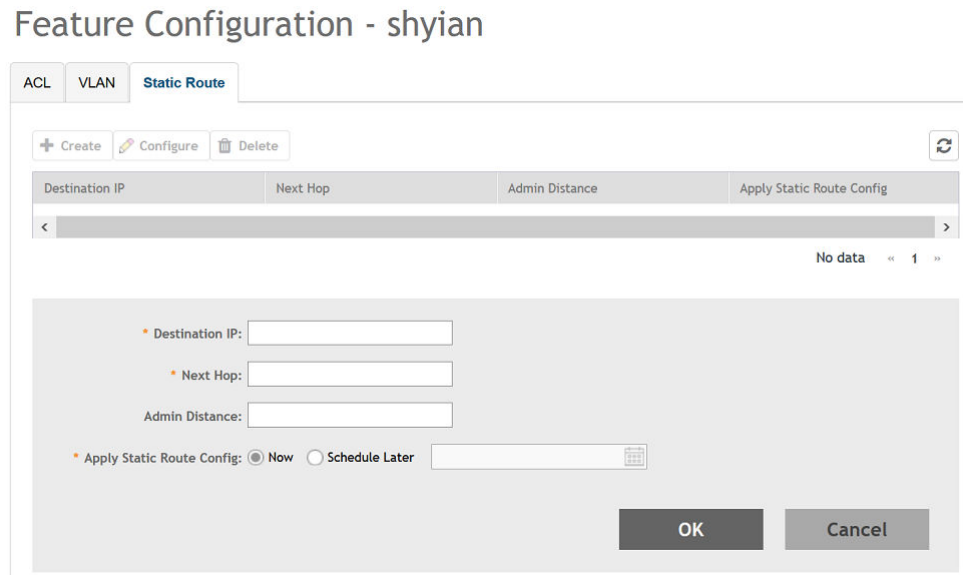 Feature Configuration - shyian
ACL VLAN Static Route
Create Configure Delete
Destination IP Next Hop Admin Distance Apply Static Route Config
No data « 1 »
* Destination IP:
* Next Hop:
Admin Distance:
* Apply Static Route Config: Now Schedule Later
OK Cancel